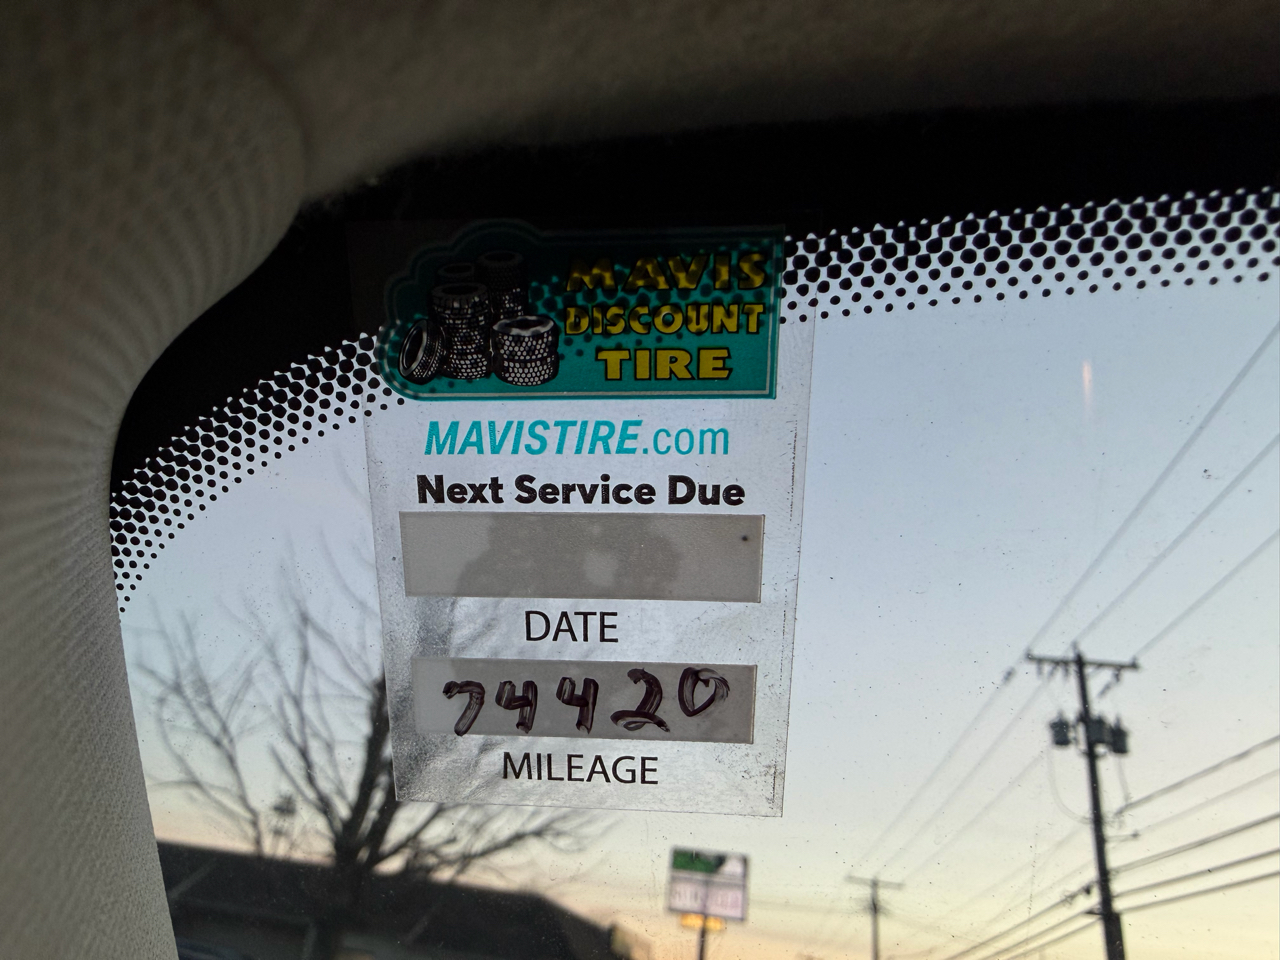 MAVIS
DISCOUNT
TIRE
MAVISTIRE.com
Next Service Due
DATE
74420
MILEAGE